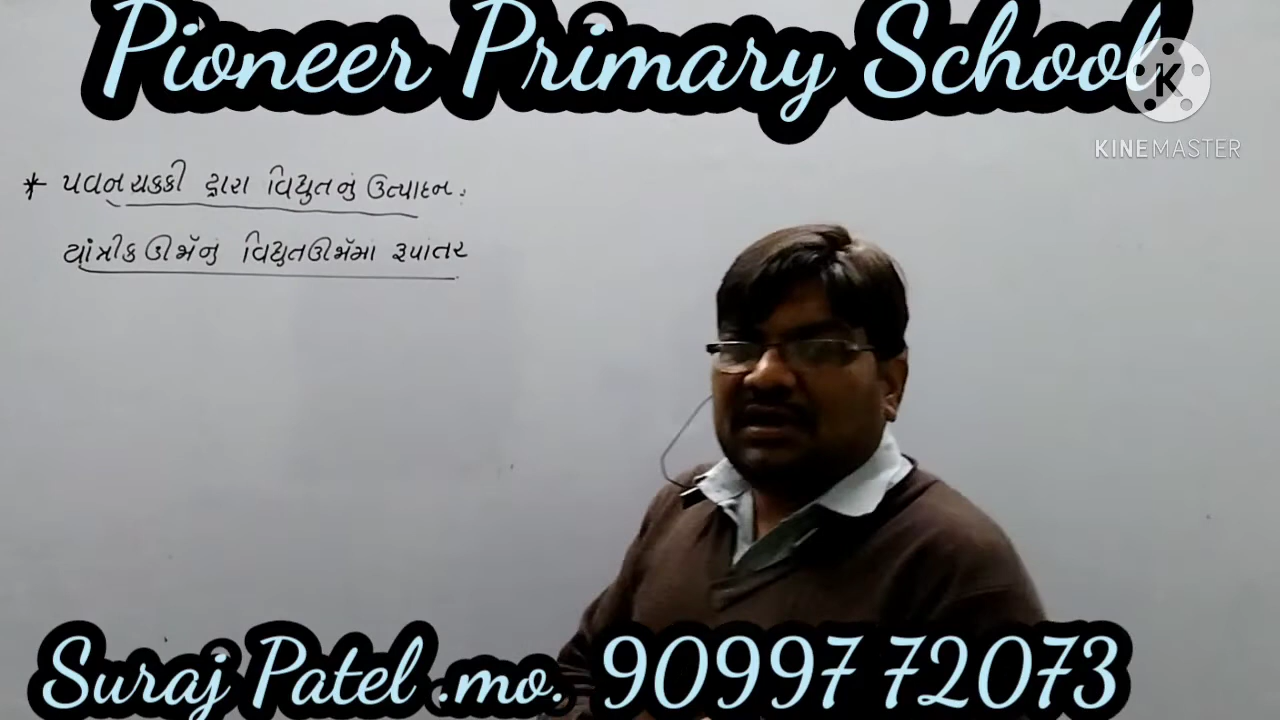 Pioneer Primary School
KINEMASTER
* પવનચક્કી દ્વારા વિદ્યુતનું ઉત્પાદન :
યાંત્રીક ઊર્જાનું વિદ્યુતઊર્જામા રૂપાંતર
Suraj Patel .mo. 90997 72073